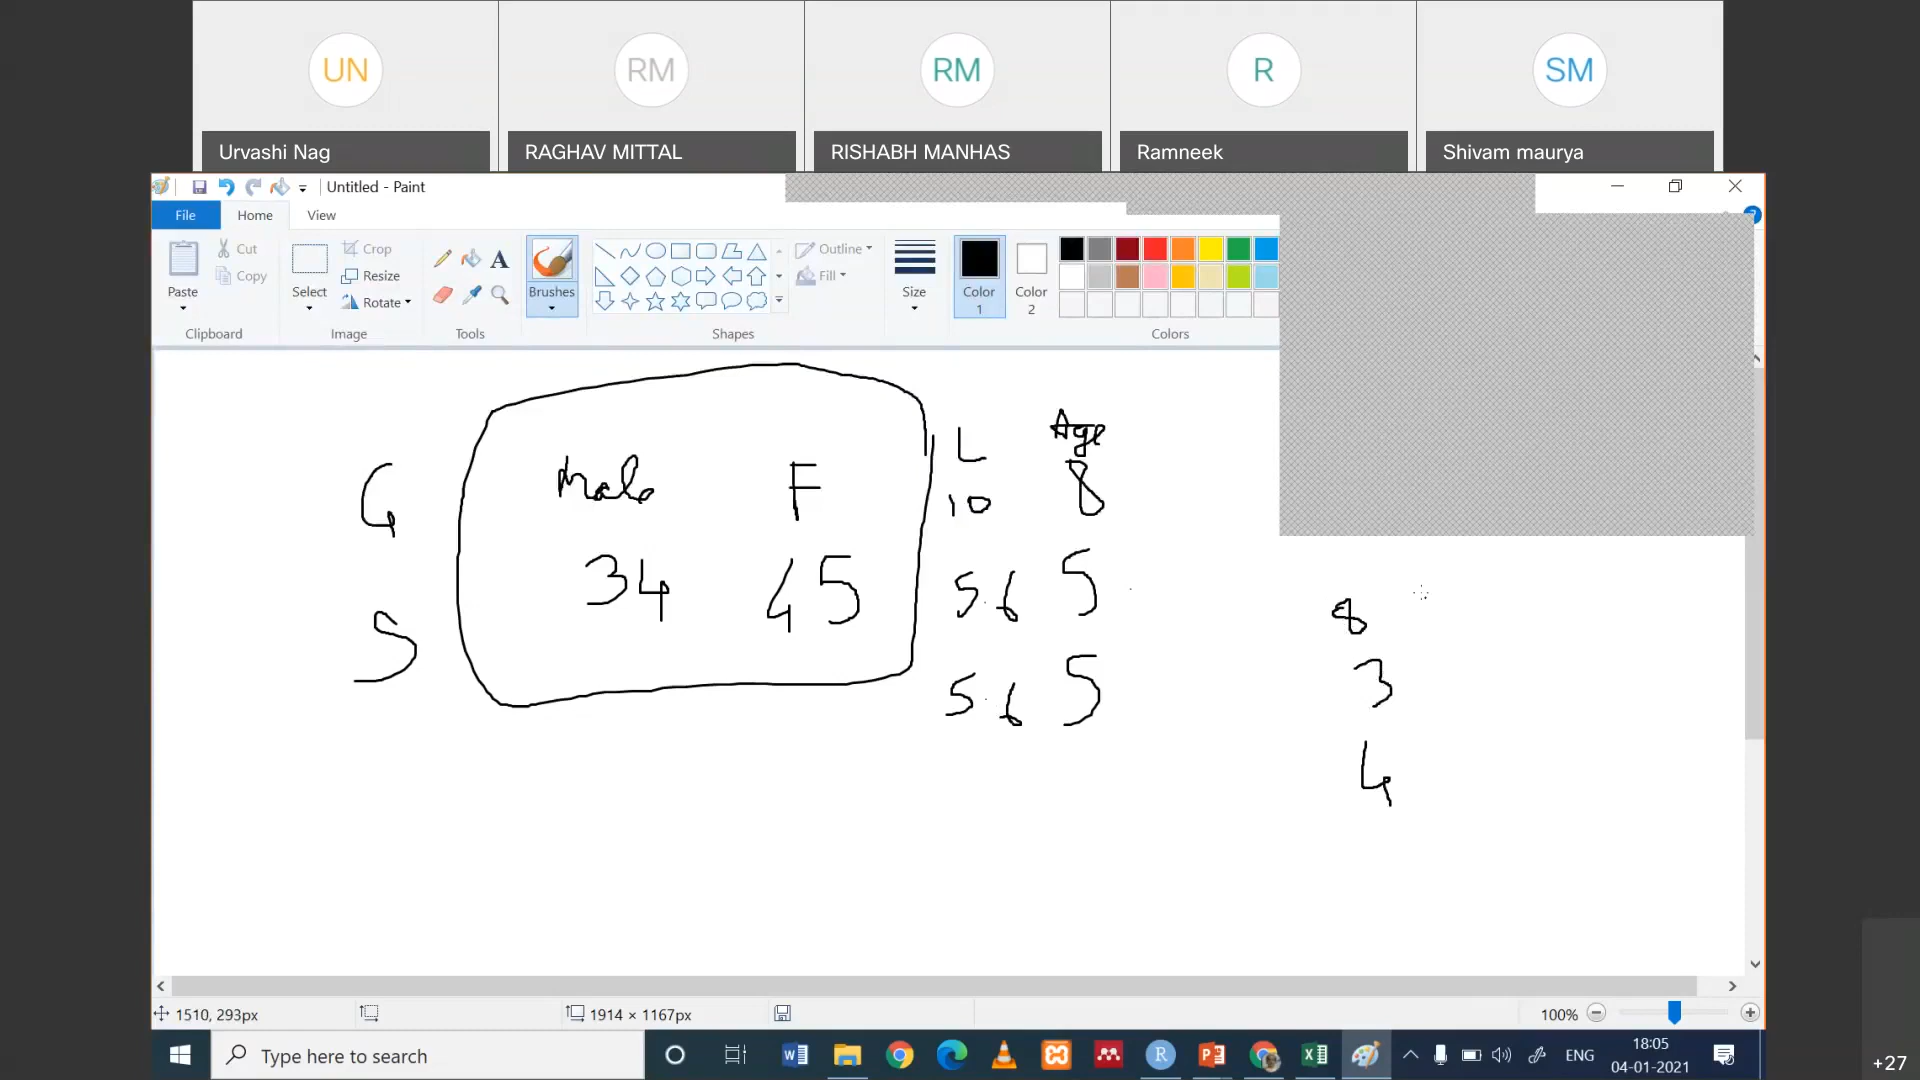 UN
RM
RM
R
SM
Urvashi Nag
RAGHAV MITTAL
RISHABH MANHAS
Ramneek
Shivam maurya
Untitled - Paint
File
Home
View
Paste
Cut
Copy
Clipboard
Select
Crop
Resize
Rotate
Image
A
Tools
Brushes
Shapes
Outline
Fill
Size
Color
1
Color
2
Colors
G
S
Male
F
34
45
L
Age
10
8
5.6
5
5.6
5
8
3
4
1510, 293px
1914 × 1167px
100%
Type here to search
ENG
18:05
04-01-2021
+27